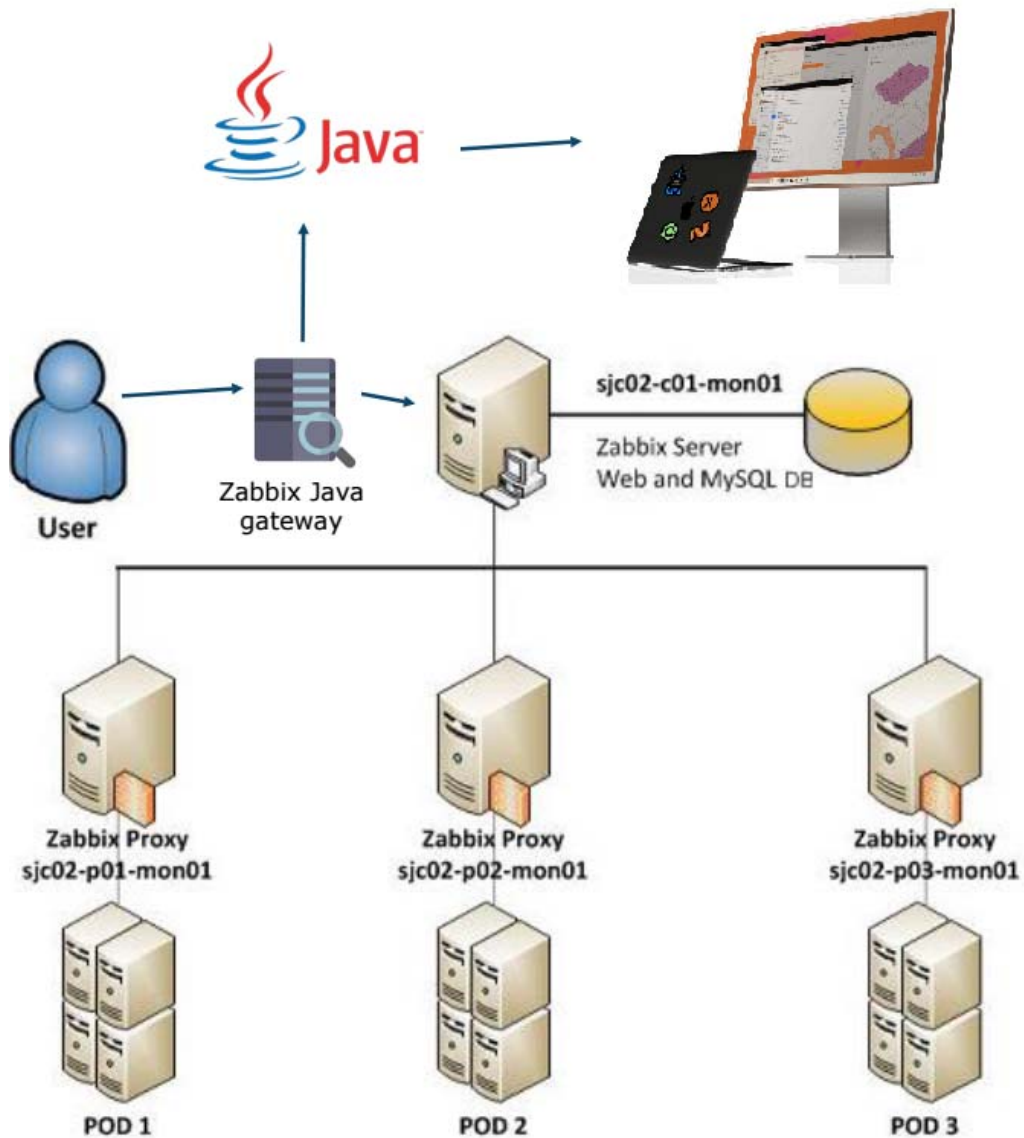 Java
sjc02-c01-mon01
Zabbix Server
Web and MySQL DB
Zabbix Java
gateway
User
Zabbix Proxy
sjc02-p01-mon01
Zabbix Proxy
sjc02-p02-mon01
Zabbix Proxy
sjc02-p03-mon01
POD 1
POD 2
POD 3